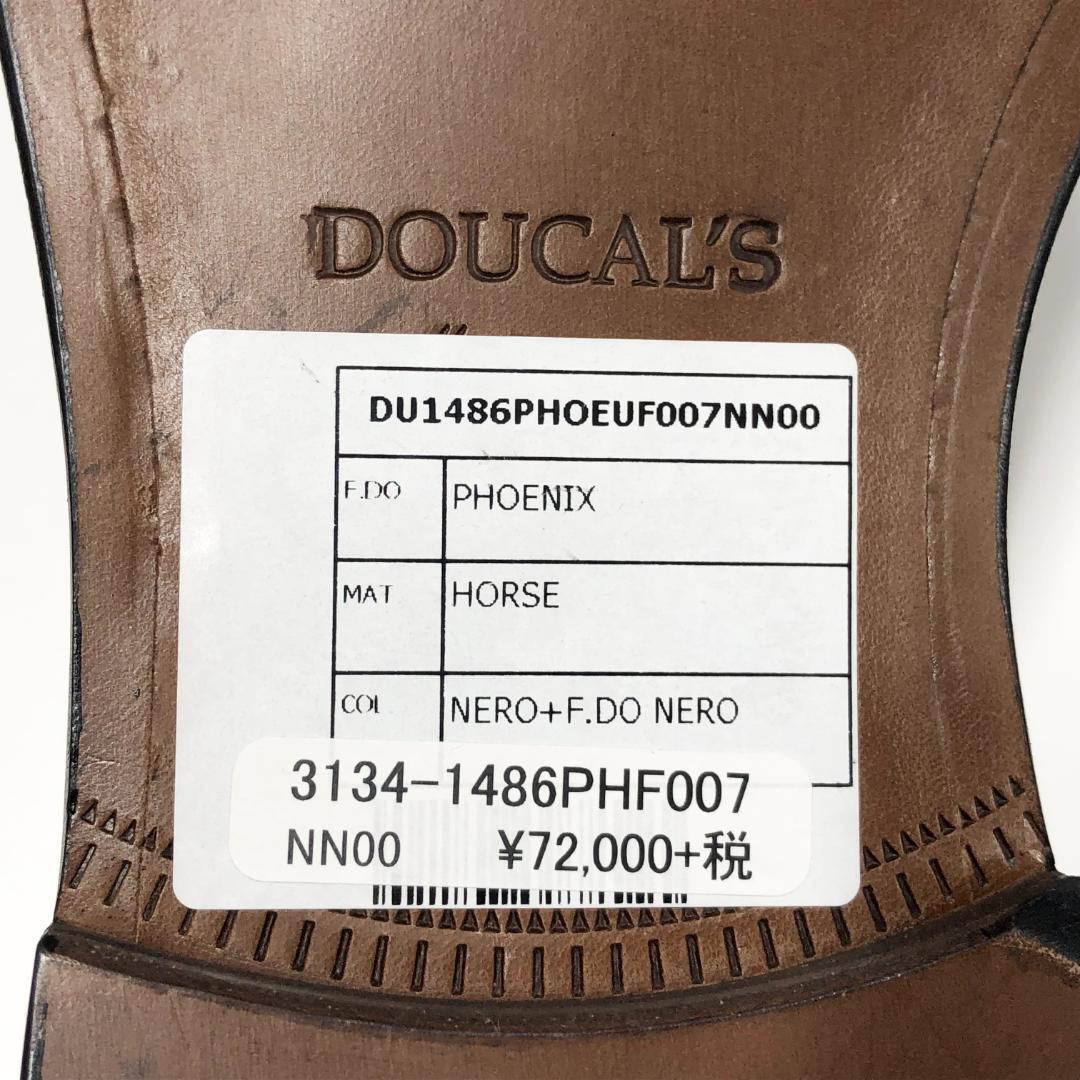 DOUCAL'S
DU1486PHOEUF007NN00
F.DO PHOENIX
MAT HORSE
COL NERO+F.DO NERO
3134-1486PHF007
NN00 ¥72,000+税